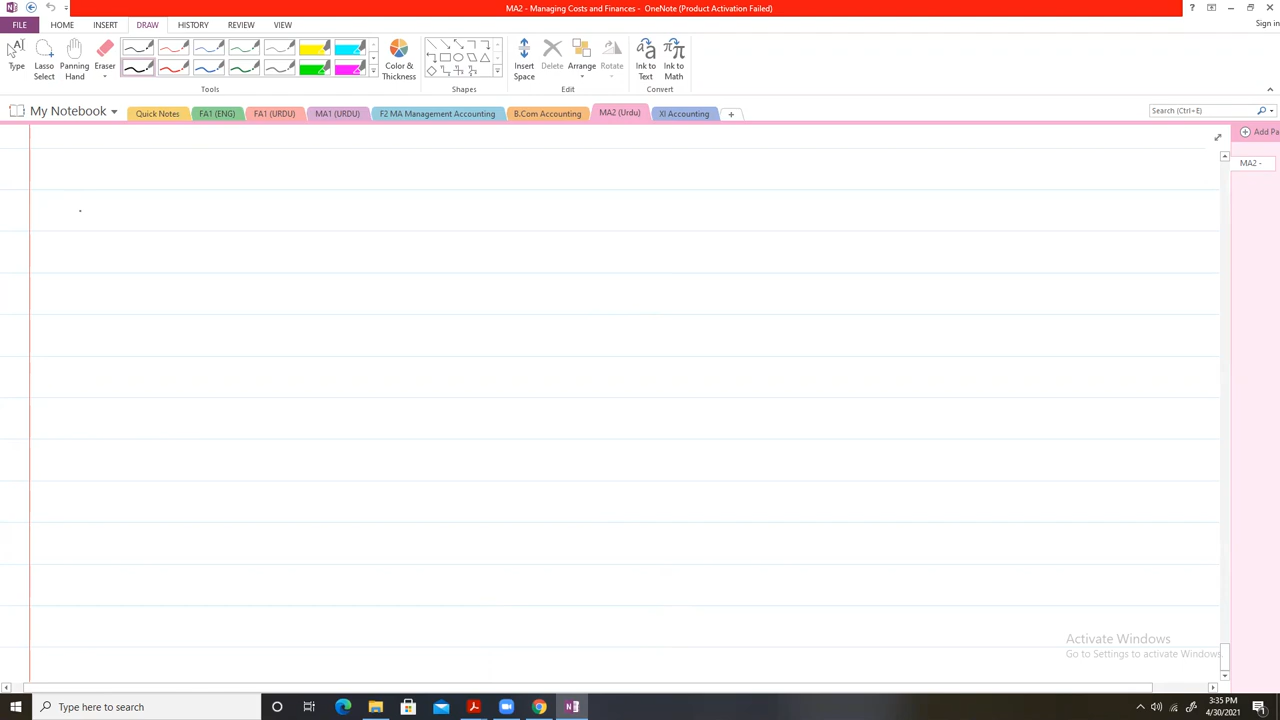 MA2 - Managing Costs and Finances - OneNote (Product Activation Failed)
FILE HOME INSERT DRAW HISTORY REVIEW VIEW
Sign in
Type Lasso Select Panning Hand Eraser Color & Thickness Insert Space Delete Arrange Rotate Ink to Text Ink to Math
Tools Shapes Edit Convert
My Notebook Quick Notes FA1 (ENG) FA1 (URDU) MA1 (URDU) F2 MA Management Accounting B.Com Accounting MA2 (Urdu) XI Accounting Search (Ctrl+E)
Add Pa
MA2 -
Activate Windows
Go to Settings to activate Windows.
Type here to search
3:35 PM
4/30/2021